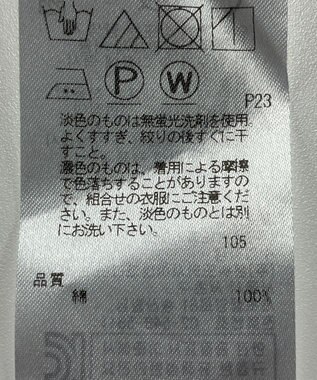 P W
P23
淡色のものは無蛍光洗剤を使用
よくすすぎ、絞りの後すぐに干
すこと。
濃色のものは、着用による摩擦
で色落ちすることがありますの
で、組合せの衣服にご注意くだ
さい。また、淡色のものとは別
にお洗い下さい。
105
品質
綿 100%